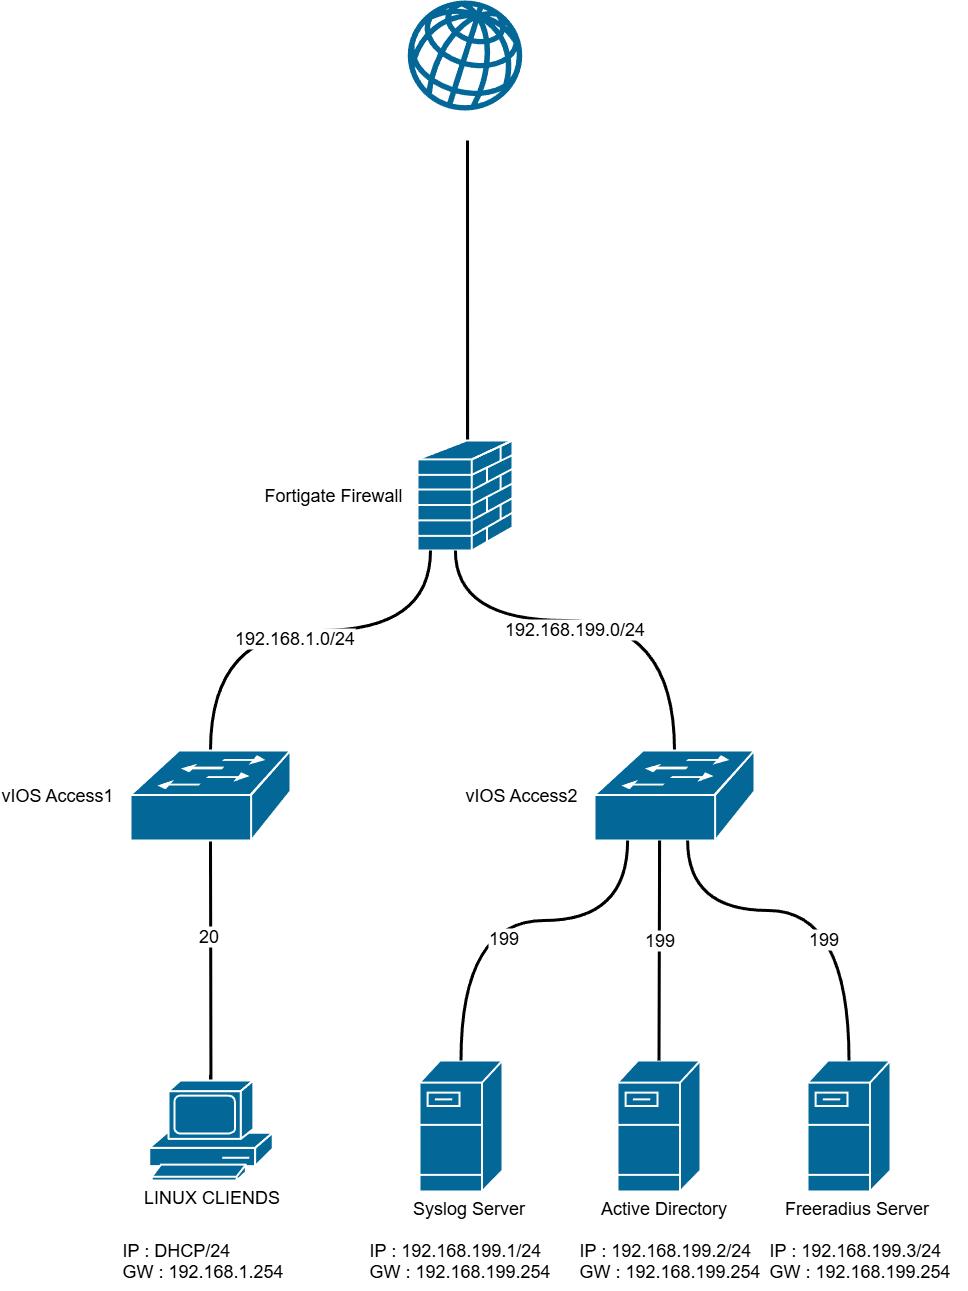 Fortigate Firewall
192.168.1.0/24
192.168.199.0/24
vIOS Access1
vIOS Access2
20
199
199
199
LINUX CLIENDS
IP : DHCP/24
GW : 192.168.1.254
Syslog Server
IP : 192.168.199.1/24
GW : 192.168.199.254
Active Directory
IP : 192.168.199.2/24
GW : 192.168.199.254
Freeradius Server
IP : 192.168.199.3/24
GW : 192.168.199.254